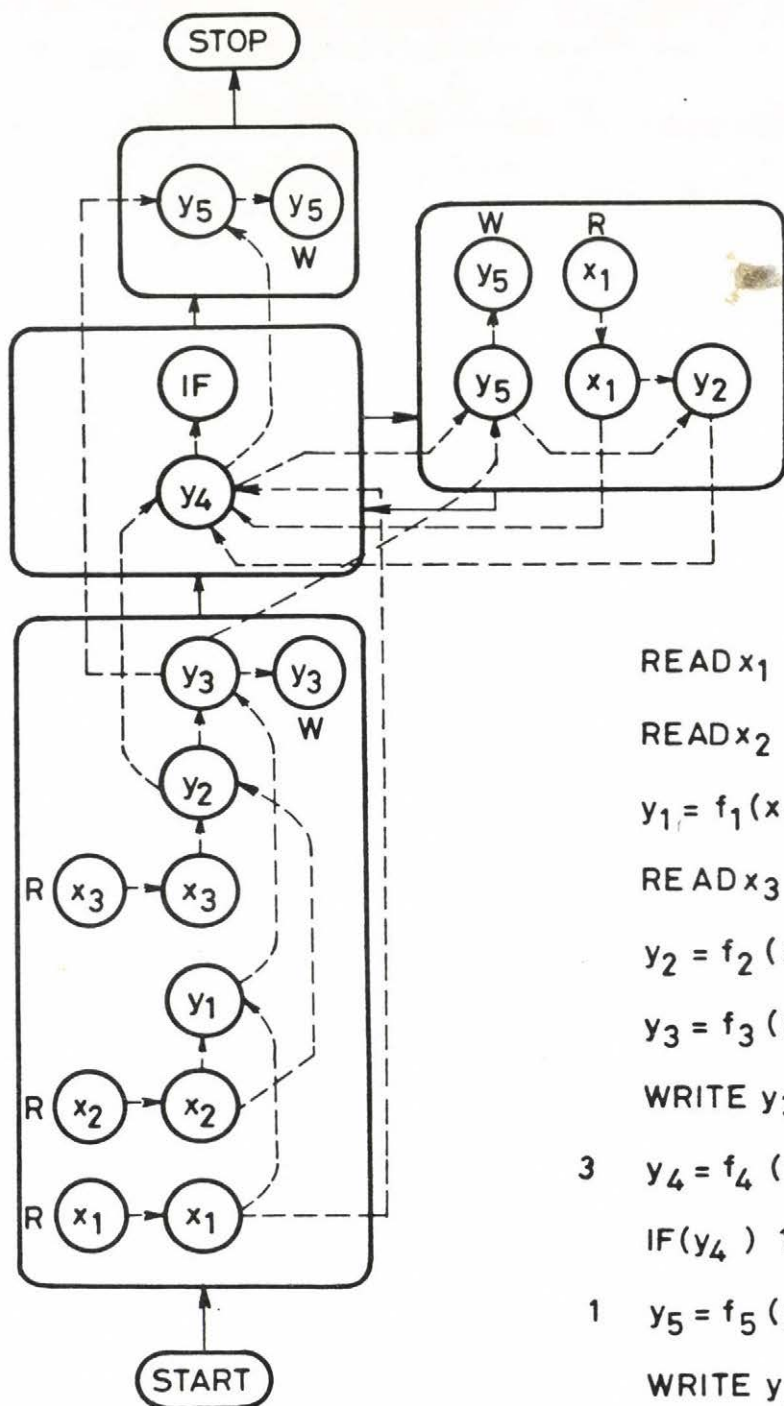 STOP
y5 y5
W
W R
y5 x1
IF
y5 x1 y2
y4
y3 y3
W
y2
R x3 x3
y1
R x2 x2
R x1 x1
START
READ x1
READ x2
y1 = f1(x
READ x3
y2 = f2 (
y3 = f3 (
WRITE y
3 y4 = f4 (
IF(y4 )
1 y5 = f5 (
WRITE y